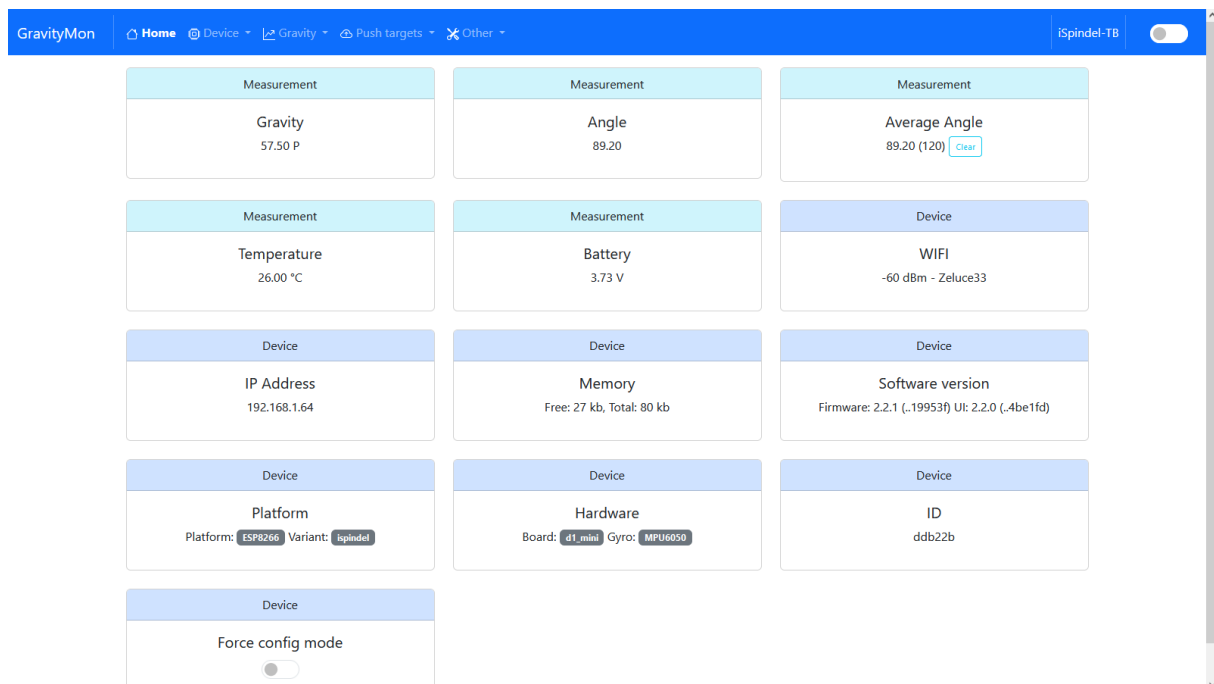 GravityMon Home Device Gravity Push targets Other iSpindel-TB
Measurement
Gravity
57.50 P
Measurement
Angle
89.20
Measurement
Average Angle
89.20 (120) Clear
Measurement
Temperature
26.00 °C
Measurement
Battery
3.73 V
Device
WIFI
-60 dBm - Zeluce33
Device
IP Address
192.168.1.64
Device
Memory
Free: 27 kb, Total: 80 kb
Device
Software version
Firmware: 2.2.1 (..19953f) UI: 2.2.0 (..4be1fd)
Device
Platform
Platform: ESP8266 Variant: ispindel
Device
Hardware
Board: d1_mini Gyro: MPU6050
Device
ID
ddb22b
Device
Force config mode